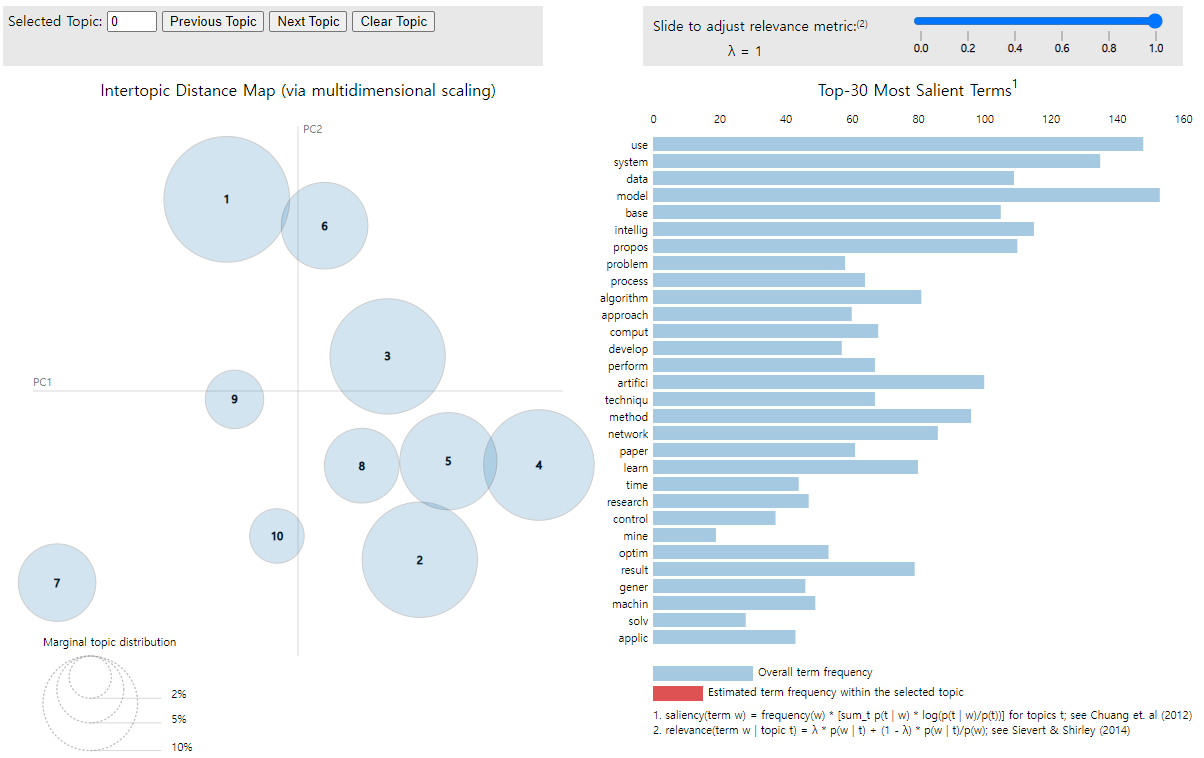 Selected Topic: 0 Previous Topic Next Topic Clear Topic
Slide to adjust relevance metric:(2)
λ = 1
0.0 0.2 0.4 0.6 0.8 1.0
Intertopic Distance Map (via multidimensional scaling)
PC2
PC1
1
6
3
9
8
5
4
10
2
7
Marginal topic distribution
2%
5%
10%
Top-30 Most Salient Terms1
0 20 40 60 80 100 120 140 160
use
system
data
model
base
intellig
propos
problem
process
algorithm
approach
comput
develop
perform
artifici
techniqu
method
network
paper
learn
time
research
control
mine
optim
result
gener
machin
solv
applic
Overall term frequency
Estimated term frequency within the selected topic
1. saliency(term w) = frequency(w) * [sum_t p(t | w) * log(p(t | w)/p(t))] for topics t; see Chuang et. al (2012)
2. relevance(term w | topic t) = λ * p(w | t) + (1 - λ) * p(w | t)/p(w); see Sievert & Shirley (2014)